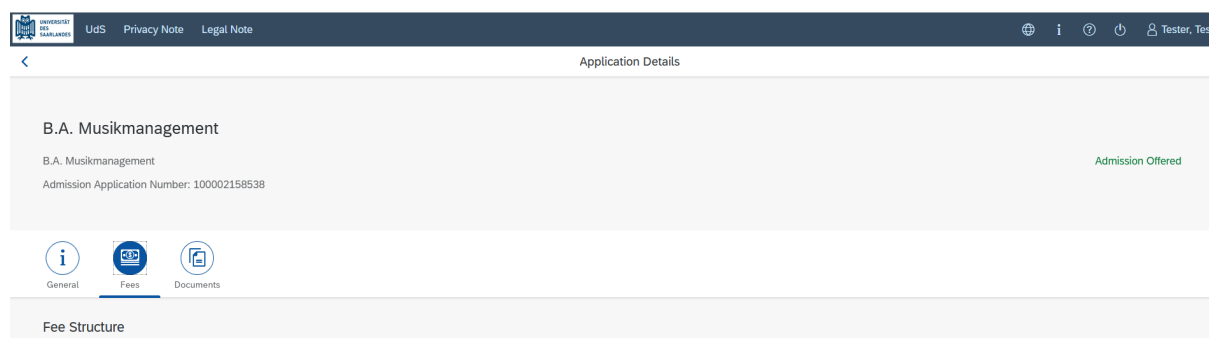 UNIVERSITÄT
DES
SAARLANDES
UdS Privacy Note Legal Note
Tester, Tes
Application Details
B.A. Musikmanagement
B.A. Musikmanagement
Admission Offered
Admission Application Number: 100002158538
General Fees Documents
Fee Structure